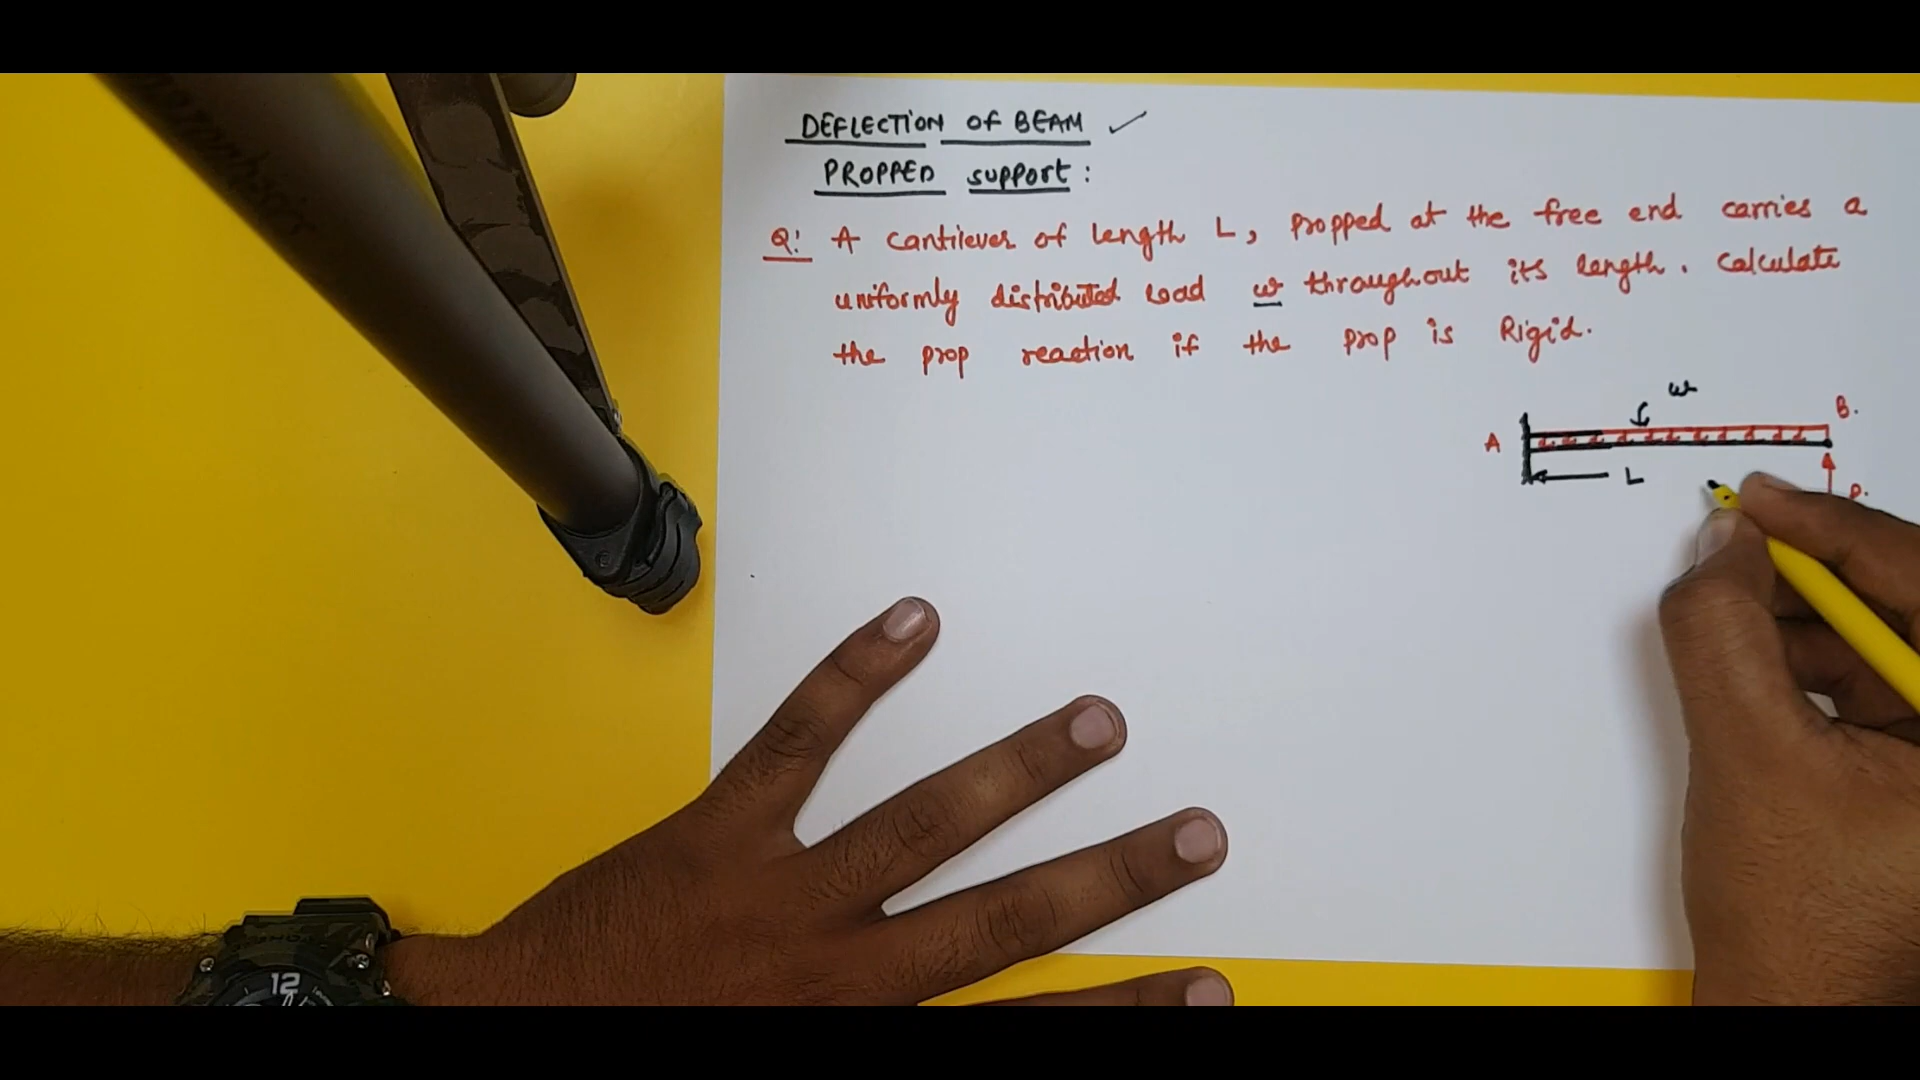 DEFLECTION OF BEAM ✓
PROPPED SUPPORT:
Q: A cantilever of length L, propped at the free end carries a
uniformly distributed load w throughout its length. Calculate
the prop reaction if the prop is Rigid.
w
B.
A
L
P.
12